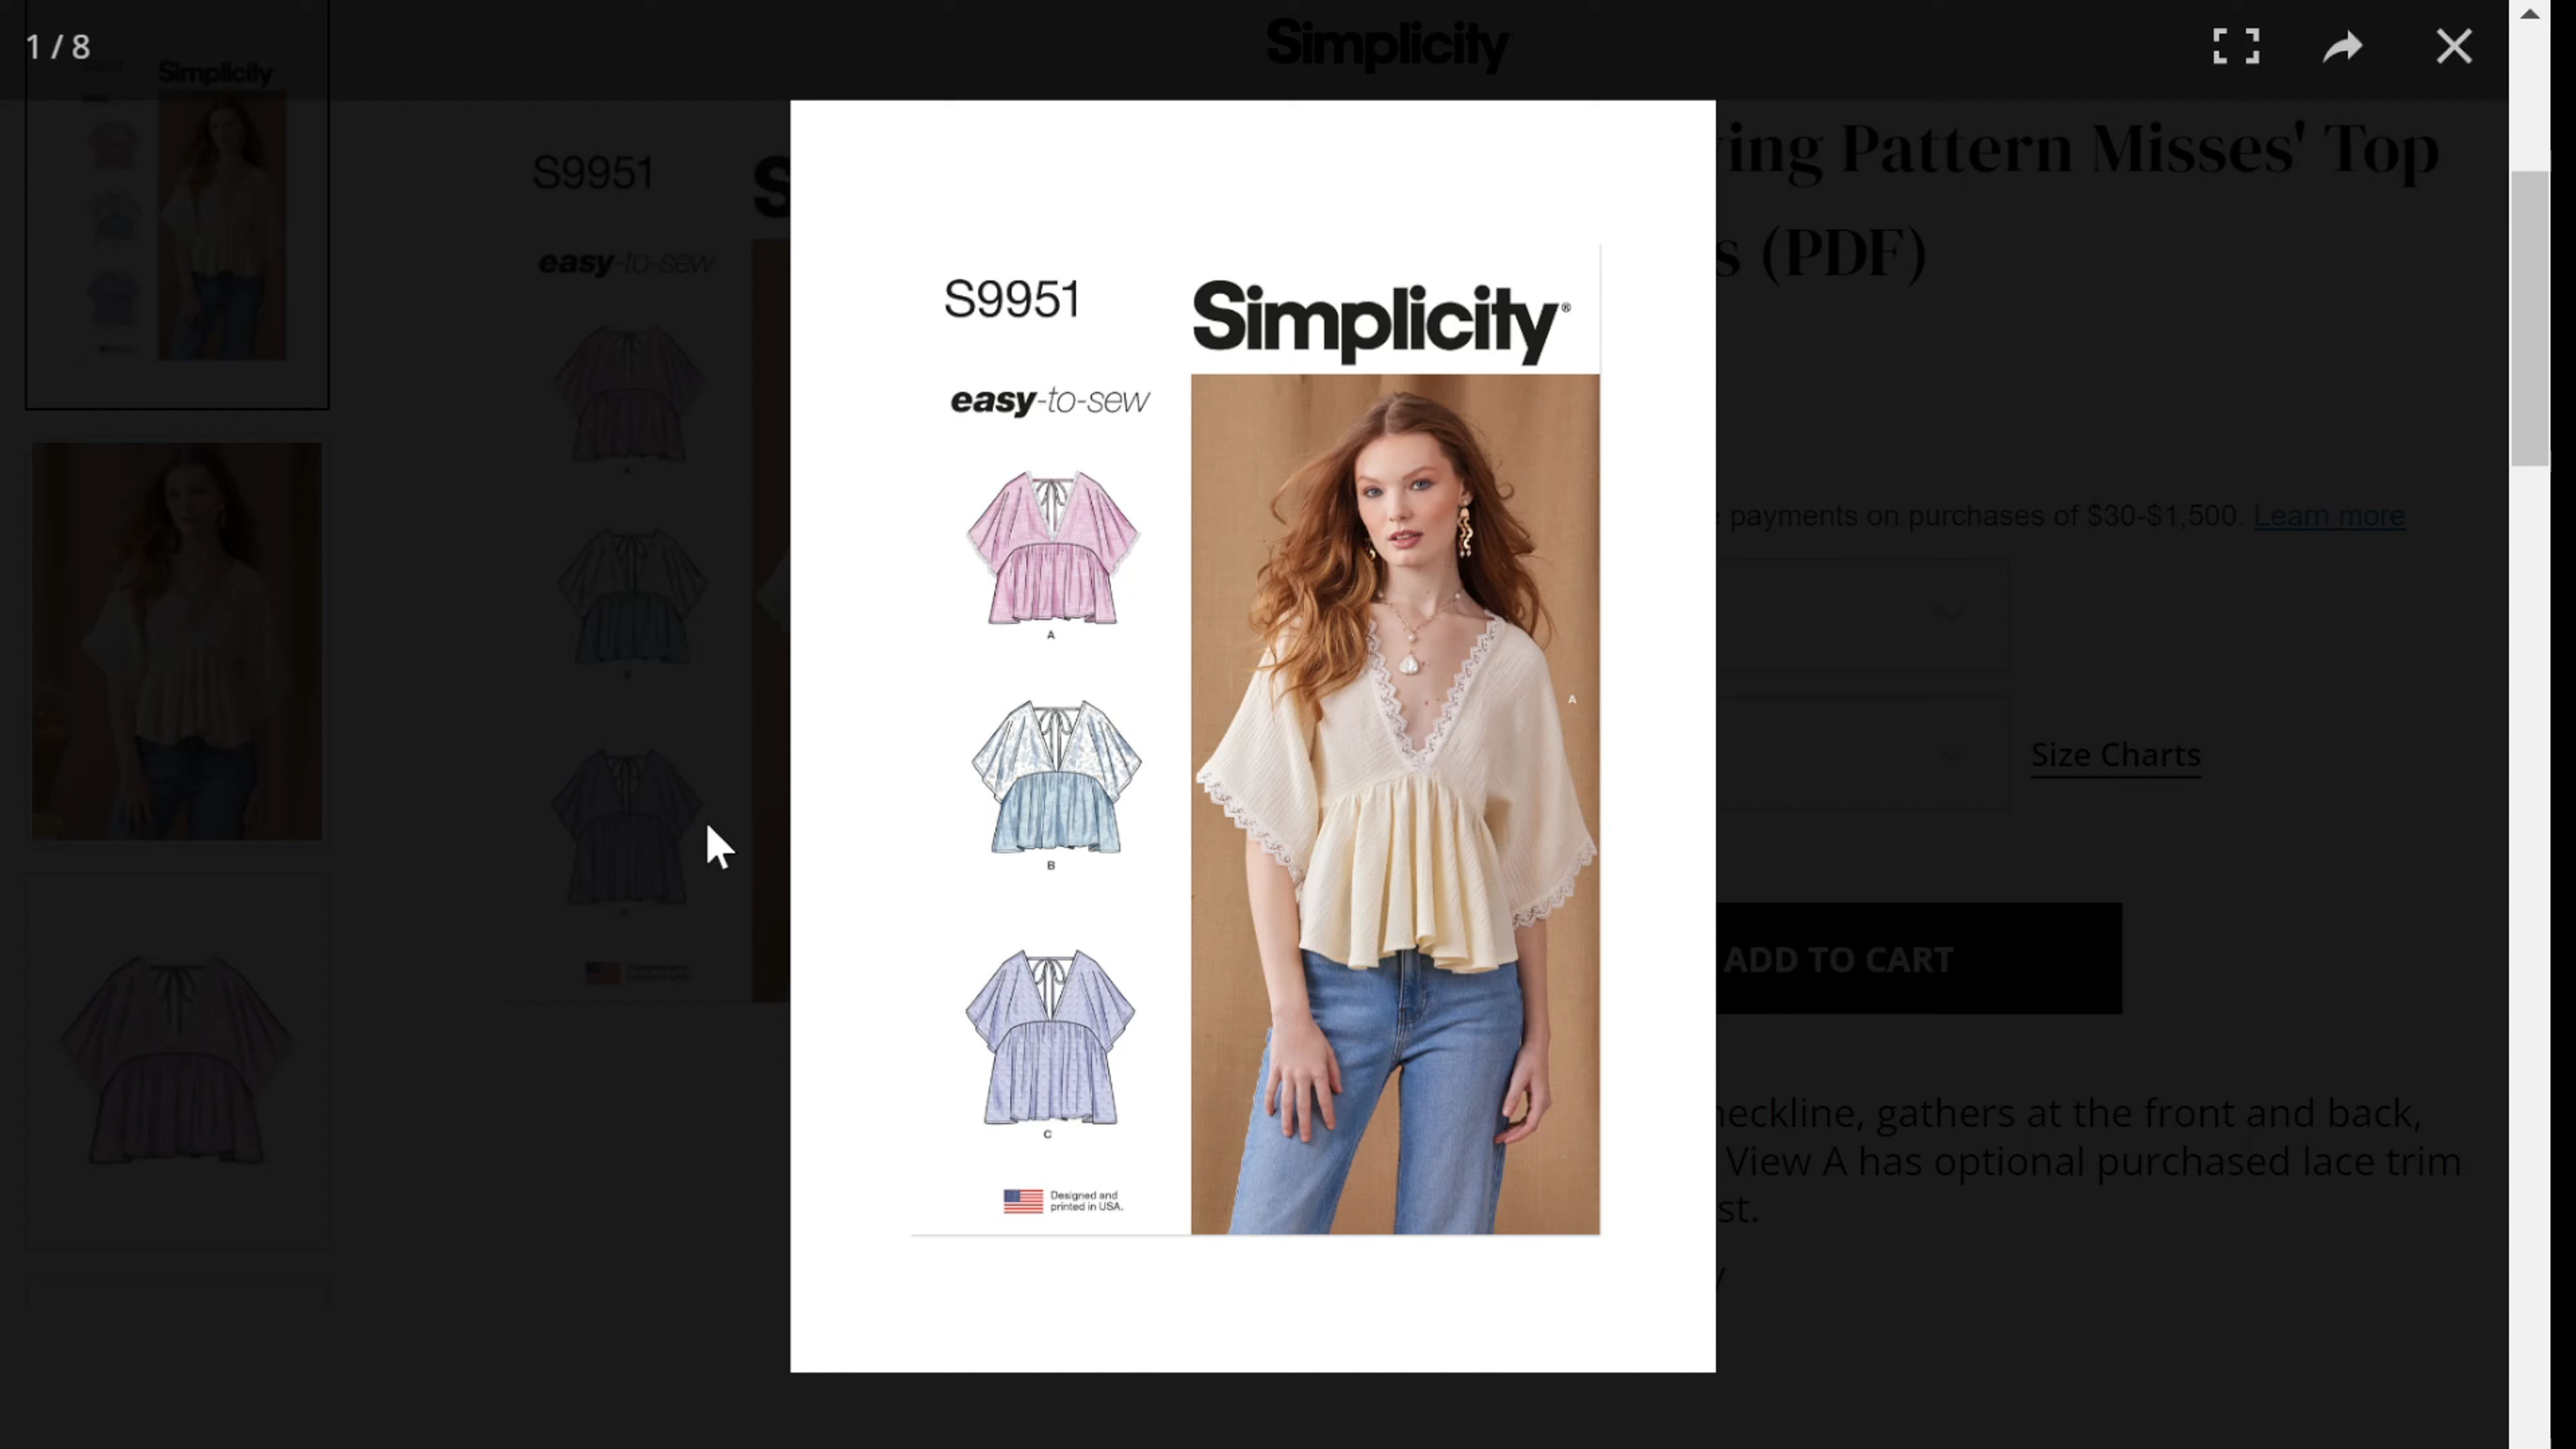 1 / 8
Simplicity
Simplicity
S9951
easy-to-sew
S
ing Pattern Misses' Top
s (PDF)
S9951
Simplicity®
easy-to-sew
A
B
C
A
Designed and
printed in USA.
payments on purchases of $30-$1,500. Learn more
Size Charts
ADD TO CART
neckline, gathers at the front and back,
View A has optional purchased lace trim
st.